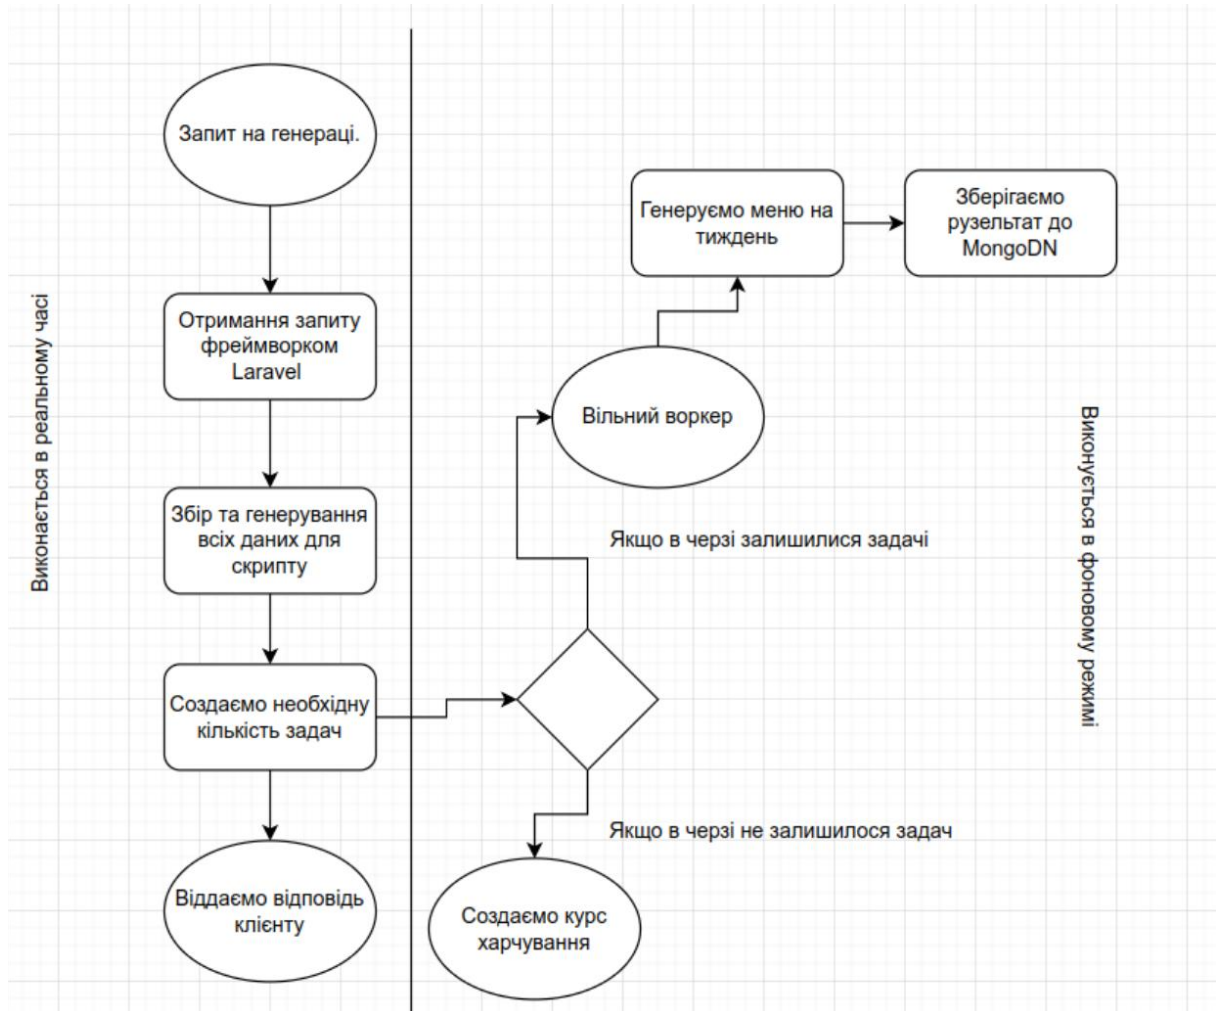 Запит на генераці.
Отримання запиту
фреймворком
Laravel
Збір та генерування
всіх даних для
скрипту
Создаємо необхідну
кількість задач
Віддаємо відповідь
клієнту
Виконається в реальному часі
Генеруємо меню на
тиждень
Зберігаємо
рузельтат до
MongoDN
Вільний воркер
Якщо в черзі залишилися задачі
Якщо в черзі не залишилося задач
Создаємо курс
харчування
Виконується в фоновому режимі